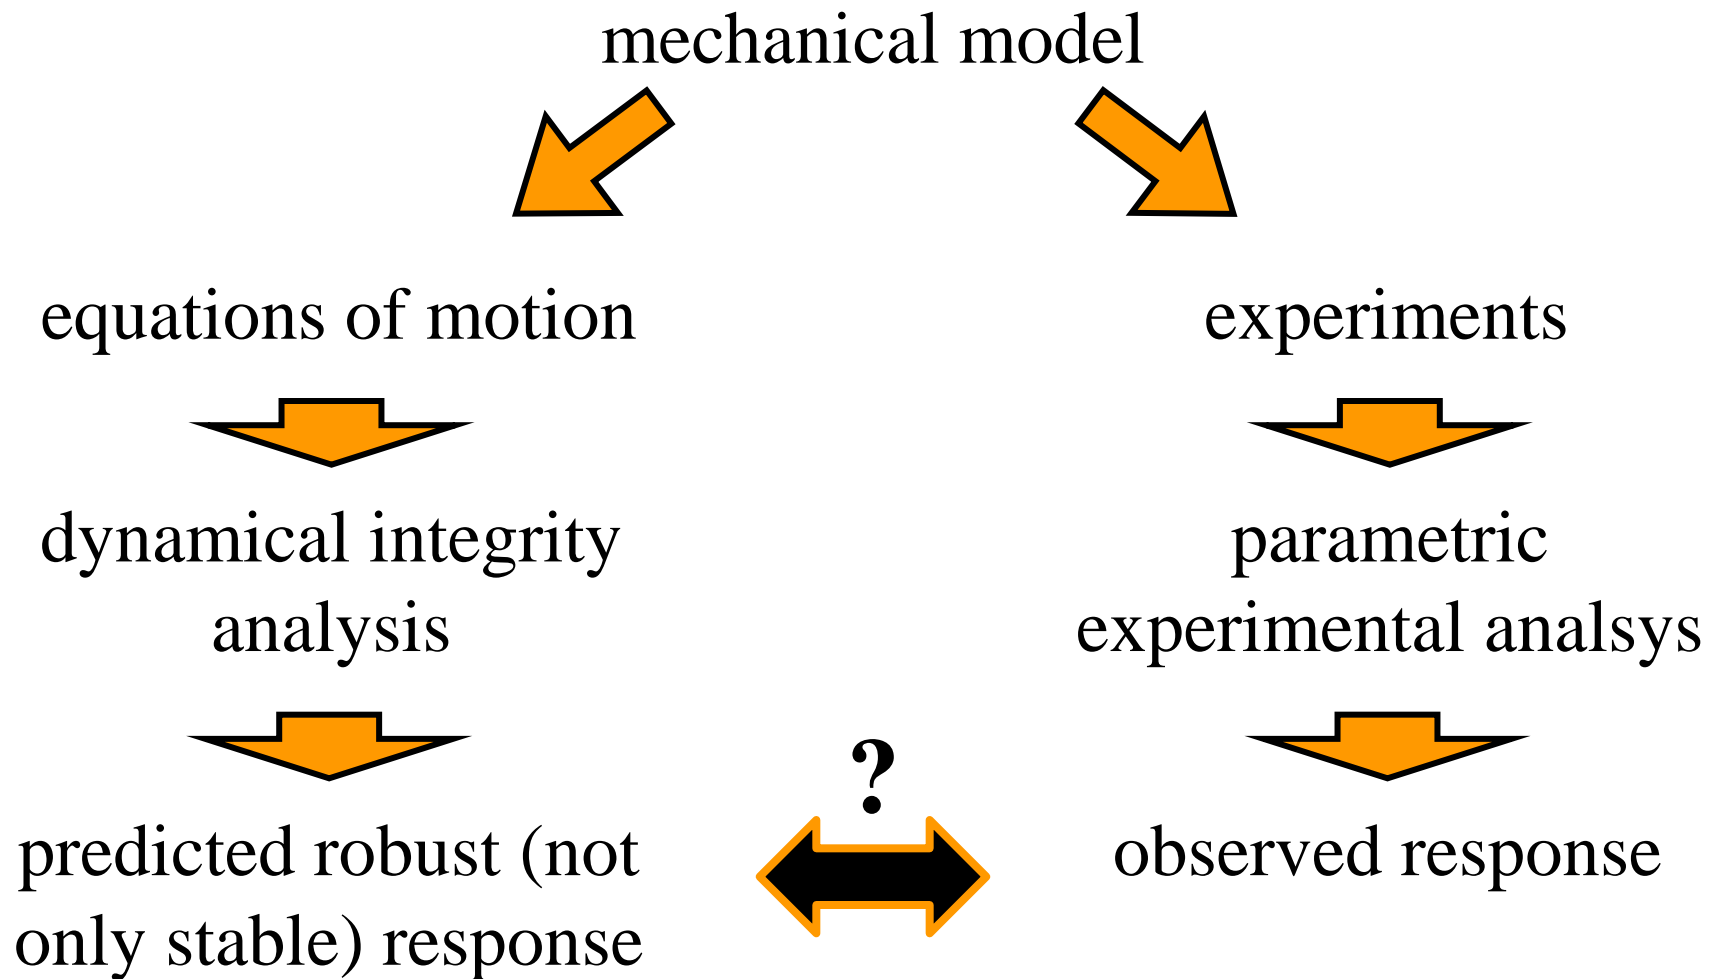 mechanical model
equations of motion
experiments
dynamical integrity
analysis
parametric
experimental analsys
?
predicted robust (not
only stable) response
observed response